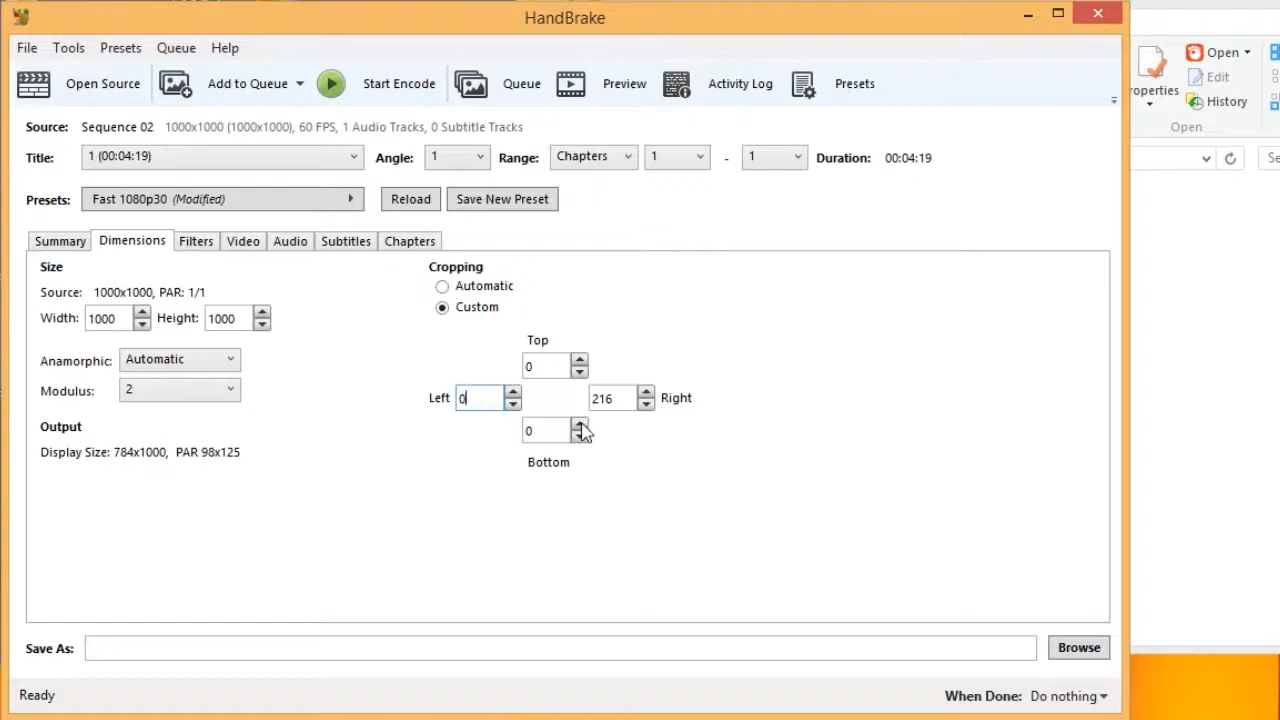 HandBrake
File Tools Presets Queue Help
Open Source Add to Queue Start Encode Queue Preview Activity Log Presets
Source: Sequence 02 1000x1000 (1000x1000), 60 FPS, 1 Audio Tracks, 0 Subtitle Tracks
Title: 1 (00:04:19) Angle: 1 Range: Chapters 1 - 1 Duration: 00:04:19
Presets: Fast 1080p30 (Modified) Reload Save New Preset
Summary Dimensions Filters Video Audio Subtitles Chapters
Size
Source: 1000x1000, PAR: 1/1
Width: 1000 Height: 1000
Anamorphic: Automatic
Modulus: 2
Output
Display Size: 784x1000, PAR 98x125
Cropping
Automatic
Custom
Top
0
Left 0 216 Right
0
Bottom
Save As: Browse
Ready When Done: Do nothing
Open
Edit
roperties
History
Open
Se